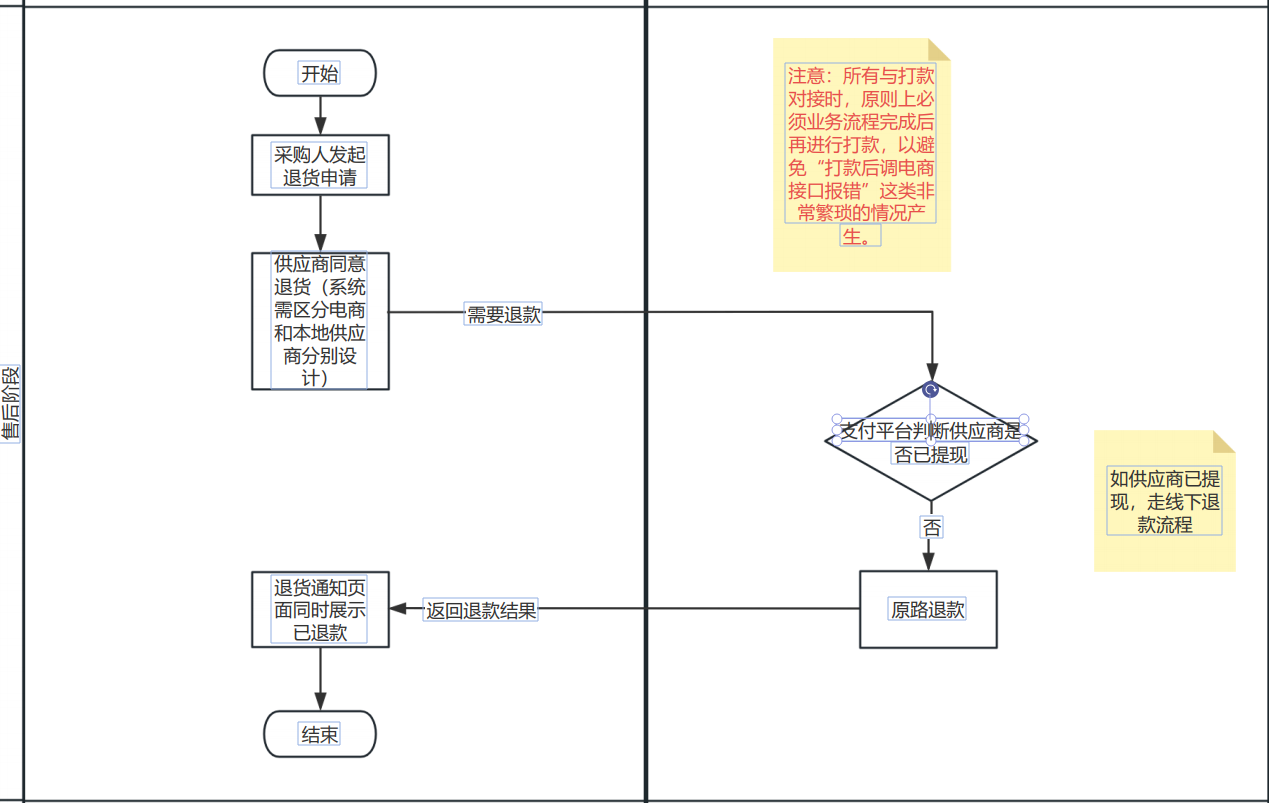 售后阶段
开始
采购人发起
退货申请
供应商同意
退货（系统
需区分电商
和本地供应
商分别设
计）
需要退款
注意：所有与打款
对接时，原则上必
须业务流程完成后
再进行打款，以避
免“打款后调电商
接口报错”这类非
常繁琐的情况产
生。
支付平台判断供应商是
否已提现
如供应商已提
现，走线下退
款流程
否
原路退款
返回退款结果
退货通知页
面同时展示
已退款
结束